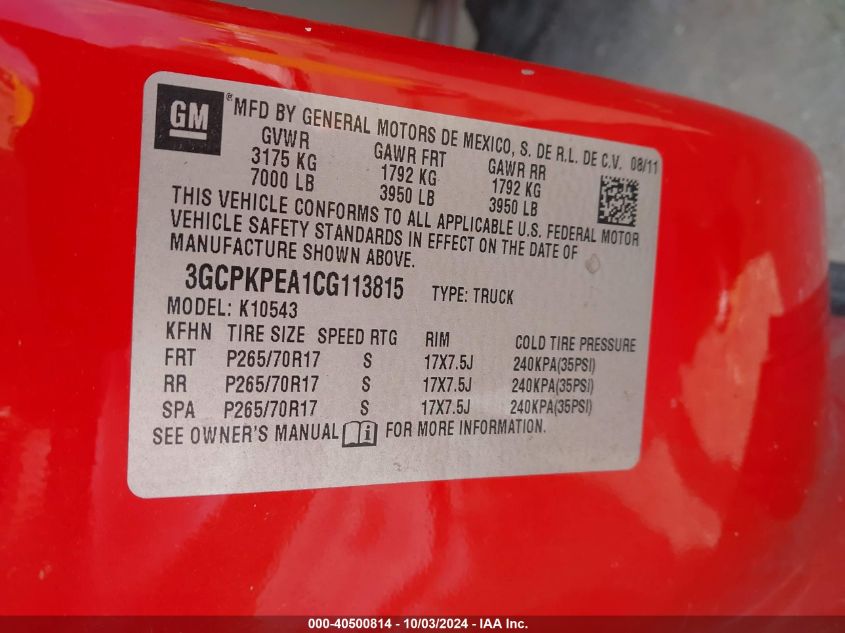 GM
®MFD BY GENERAL MOTORS DE MEXICO, S. DE R.L. DE C.V. 08/11
GVWR GAWR FRT GAWR RR
3175 KG 1792 KG 1792 KG
7000 LB 3950 LB 3950 LB
THIS VEHICLE CONFORMS TO ALL APPLICABLE U.S. FEDERAL MOTOR
VEHICLE SAFETY STANDARDS IN EFFECT ON THE DATE OF
MANUFACTURE SHOWN ABOVE.
3GCPKPEA1CG113815 TYPE: TRUCK
MODEL: K10543
KFHN TIRE SIZE SPEED RTG RIM COLD TIRE PRESSURE
FRT P265/70R17 S 17X7.5J 240KPA(35PSI)
RR P265/70R17 S 17X7.5J 240KPA(35PSI)
SPA P265/70R17 S 17X7.5J 240KPA(35PSI)
SEE OWNER'S MANUAL i FOR MORE INFORMATION.
000-40500814 - 10/03/2024 - IAA Inc.